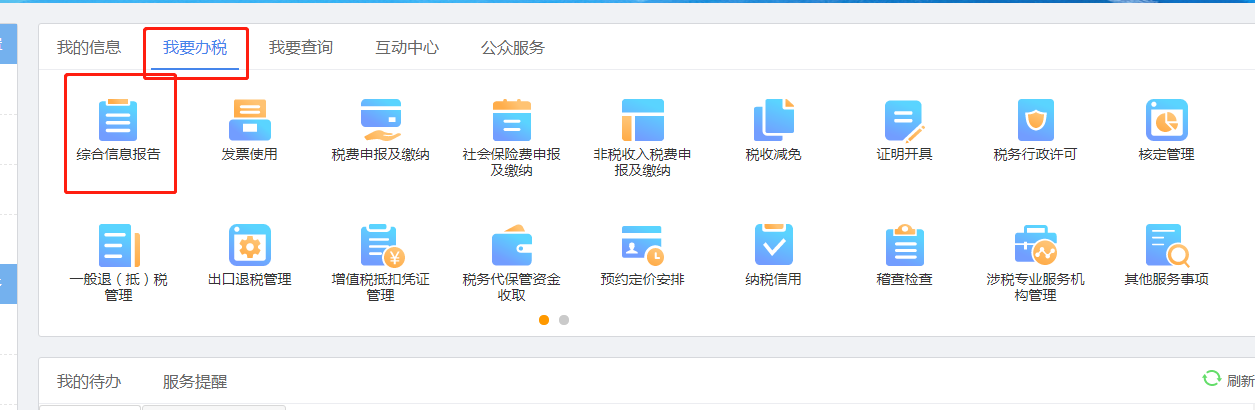 我的信息 我要办税 我要查询 互动中心 公众服务
综合信息报告 发票使用 税费申报及缴纳 社会保险费申报及缴纳 非税收入税费申报及缴纳 税收减免 证明开具 税务行政许可 核定管理
一般退（抵）税管理 出口退税管理 增值税抵扣凭证管理 税务代保管资金收取 预约定价安排 纳税信用 稽查检查 涉税专业服务机构管理 其他服务事项
我的待办 服务提醒 刷新